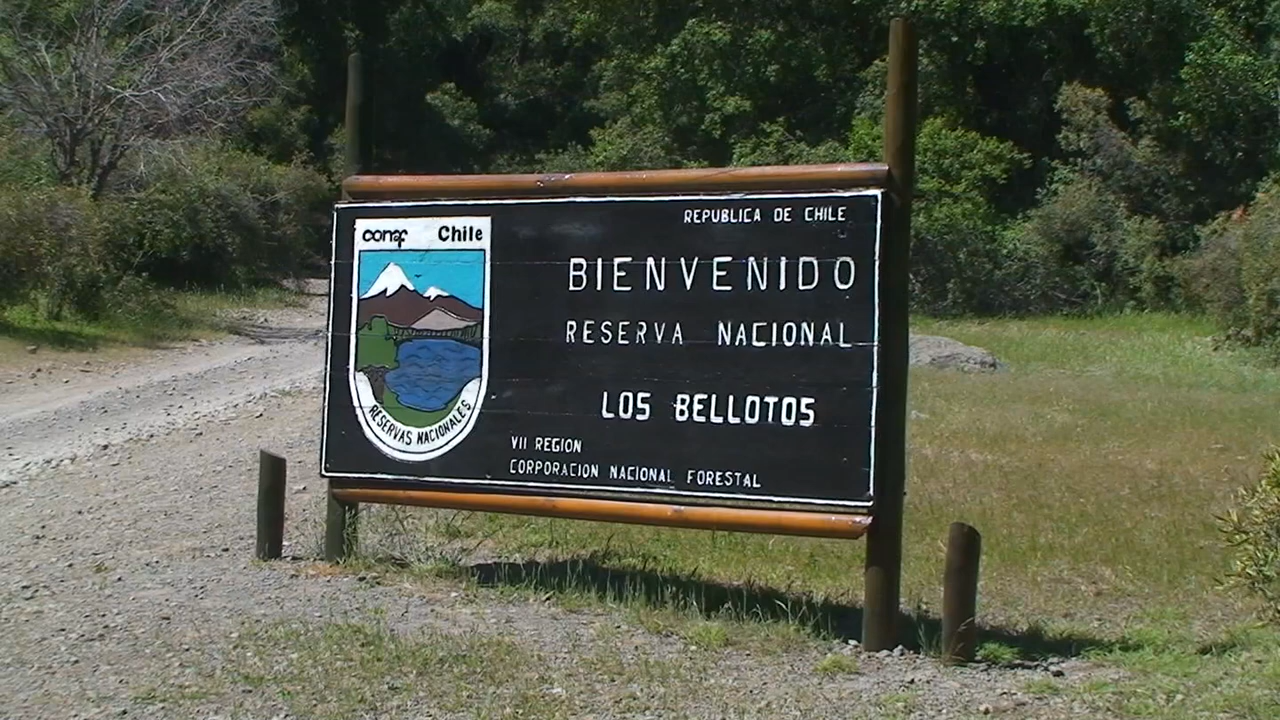 conaf Chile
RESERVAS NACIONALES
REPUBLICA DE CHILE
BIENVENIDO
RESERVA NACIONAL
LOS BELLOTOS
VII REGION
CORPORACION NACIONAL FORESTAL